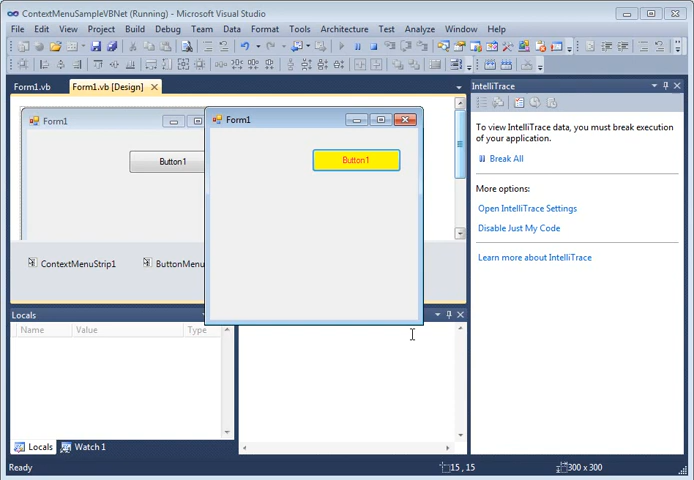 ContextMenuSampleVBNet (Running) - Microsoft Visual Studio
File Edit View Project Build Debug Team Data Format Tools Architecture Test Analyze Window Help
Form1.vb Form1.vb [Design]
Form1
Button1
ContextMenuStrip1 ButtonMenu
Form1
Button1
IntelliTrace
To view IntelliTrace data, you must break execution
of your application.
Break All
More options:
Open IntelliTrace Settings
Disable Just My Code
Learn more about IntelliTrace
Locals
Name Value Type
Locals Watch 1
Ready 15 , 15 300 x 300